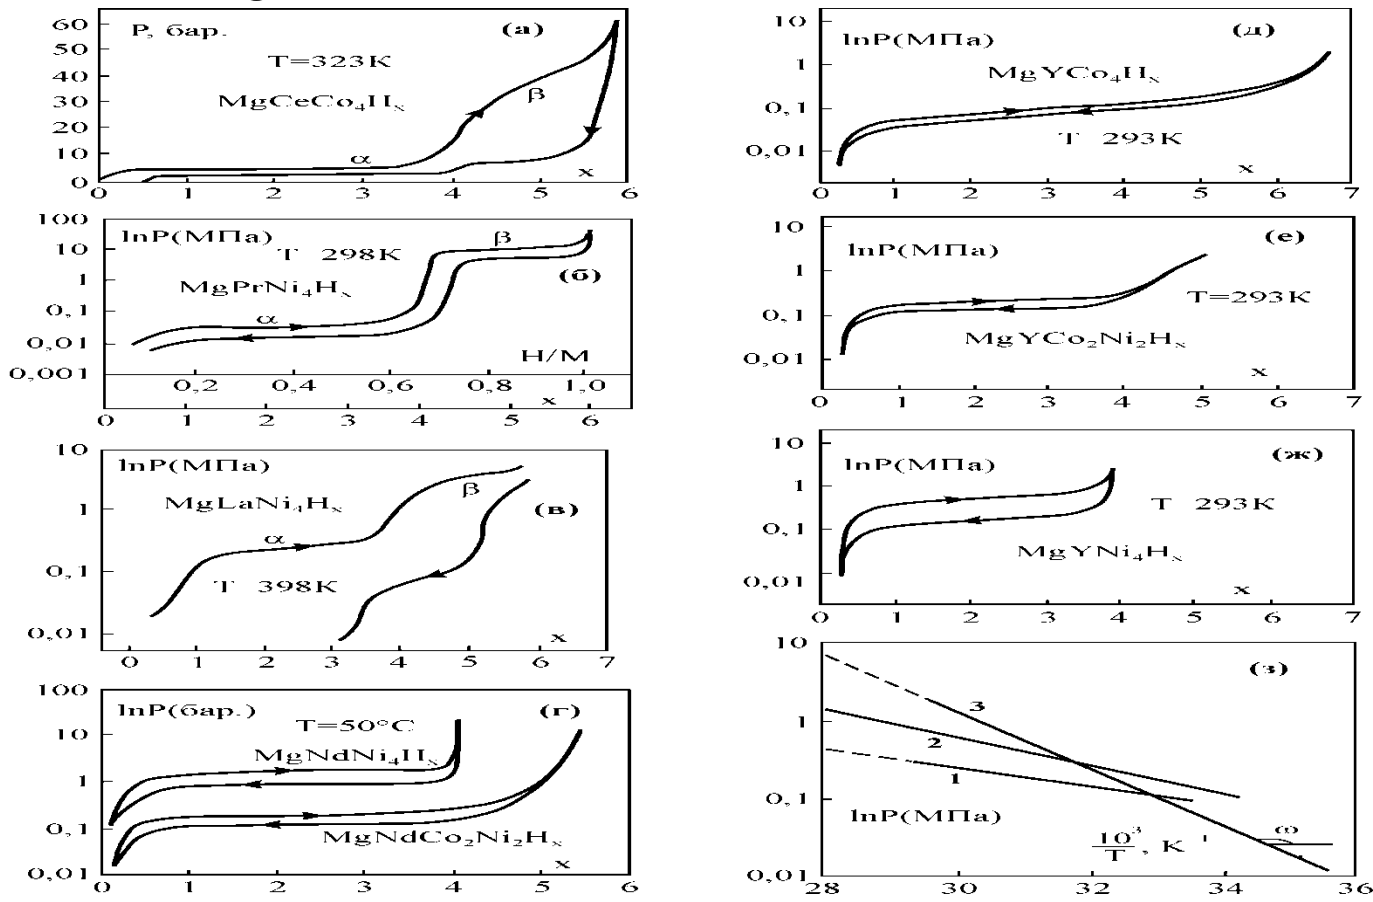 P, бар.
(а)
T=323K
MgCeCo₄Hₓ
α
β
x
60
50
40
30
20
10
0
0 1 2 3 4 5 6
lnP(МПа)
T 298K
β
(б)
MgPrNi₄Hₓ
α
H/M
100
10
1
0,1
0,01
0,001
0,2 0,4 0,6 0,8 1,0
x
0 1 2 3 4 5 6
lnP(МПа)
MgLaNi₄Hₓ
β
(в)
α
T 398K
x
10
1
0,1
0,01
0 1 2 3 4 5 6 7
lnP(бар.)
T=50°C
(г)
MgNdNi₄Hₓ
MgNdCo₂Ni₂Hₓ
x
100
10
1
0,1
0,01
0 1 2 3 4 5 6
lnP(МПа)
(д)
MgYCo₄Hₓ
T 293K
x
10
1
0,1
0,01
0 1 2 3 4 5 6 7
lnP(МПа)
(е)
T=293K
MgYCo₂Ni₂Hₓ
x
10
1
0,1
0,01
0 1 2 3 4 5 6 7
lnP(МПа)
(ж)
T 293K
MgYNi₄Hₓ
x
10
1
0,1
0,01
0 1 2 3 4 5 6 7
(з)
3
2
1
lnP(МПа)
10³/T, K
ω
10
1
0,1
0,01
28 30 32 34 36